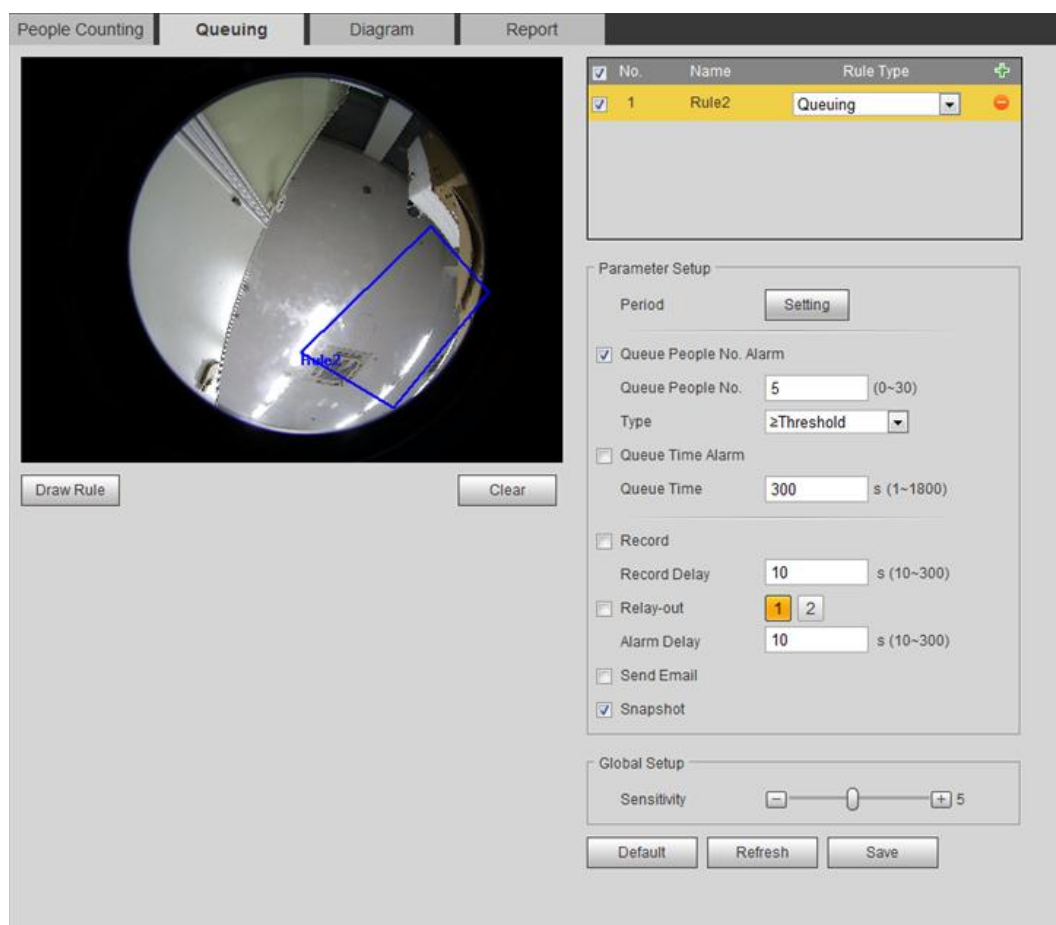 People Counting Queuing Diagram Report
No. Name Rule Type
1 Rule2 Queuing
Rule2
Draw Rule Clear
Parameter Setup
Period Setting
Queue People No. Alarm
Queue People No. 5 (0~30)
Type ≥Threshold
Queue Time Alarm
Queue Time 300 s (1~1800)
Record
Record Delay 10 s (10~300)
Relay-out 1 2
Alarm Delay 10 s (10~300)
Send Email
Snapshot
Global Setup
Sensitivity 5
Default Refresh Save